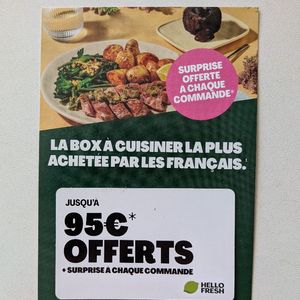 SURPRISE
OFFERTE
A CHAQUE
COMMANDE*
LA BOX À CUISINER LA PLUS
ACHETÉE PAR LES FRANÇAIS.
JUSQU'A
95€*
OFFERTS
+ SURPRISE A CHAQUE COMMANDE
HELLO
FRESH